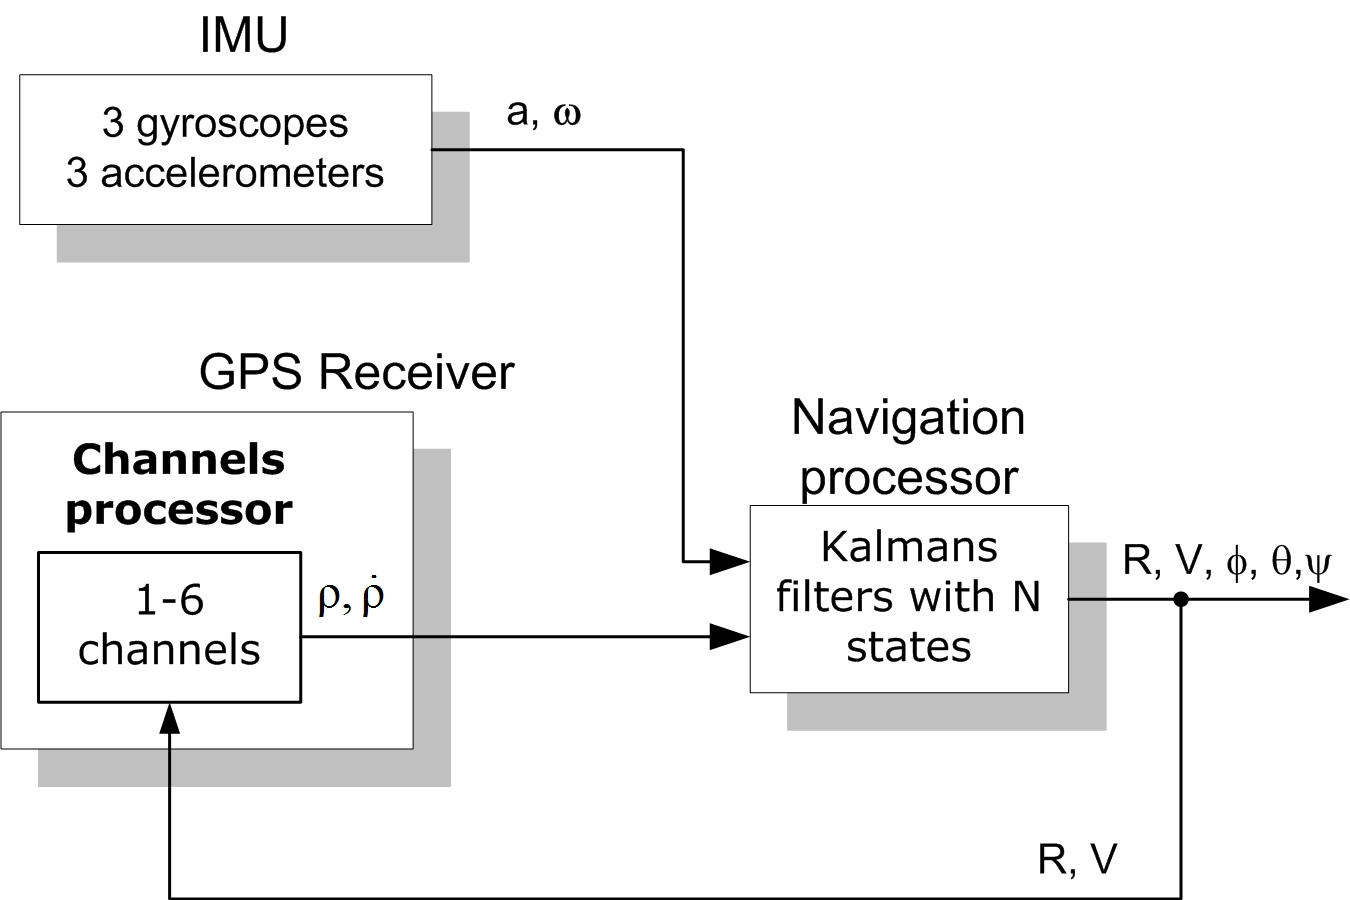 IMU
3 gyroscopes
3 accelerometers
a, ω
GPS Receiver
Channels
processor
1-6
channels
ρ, ρ̇
Navigation
processor
Kalmans
filters with N
states
R, V, ϕ, θ,ψ
R, V